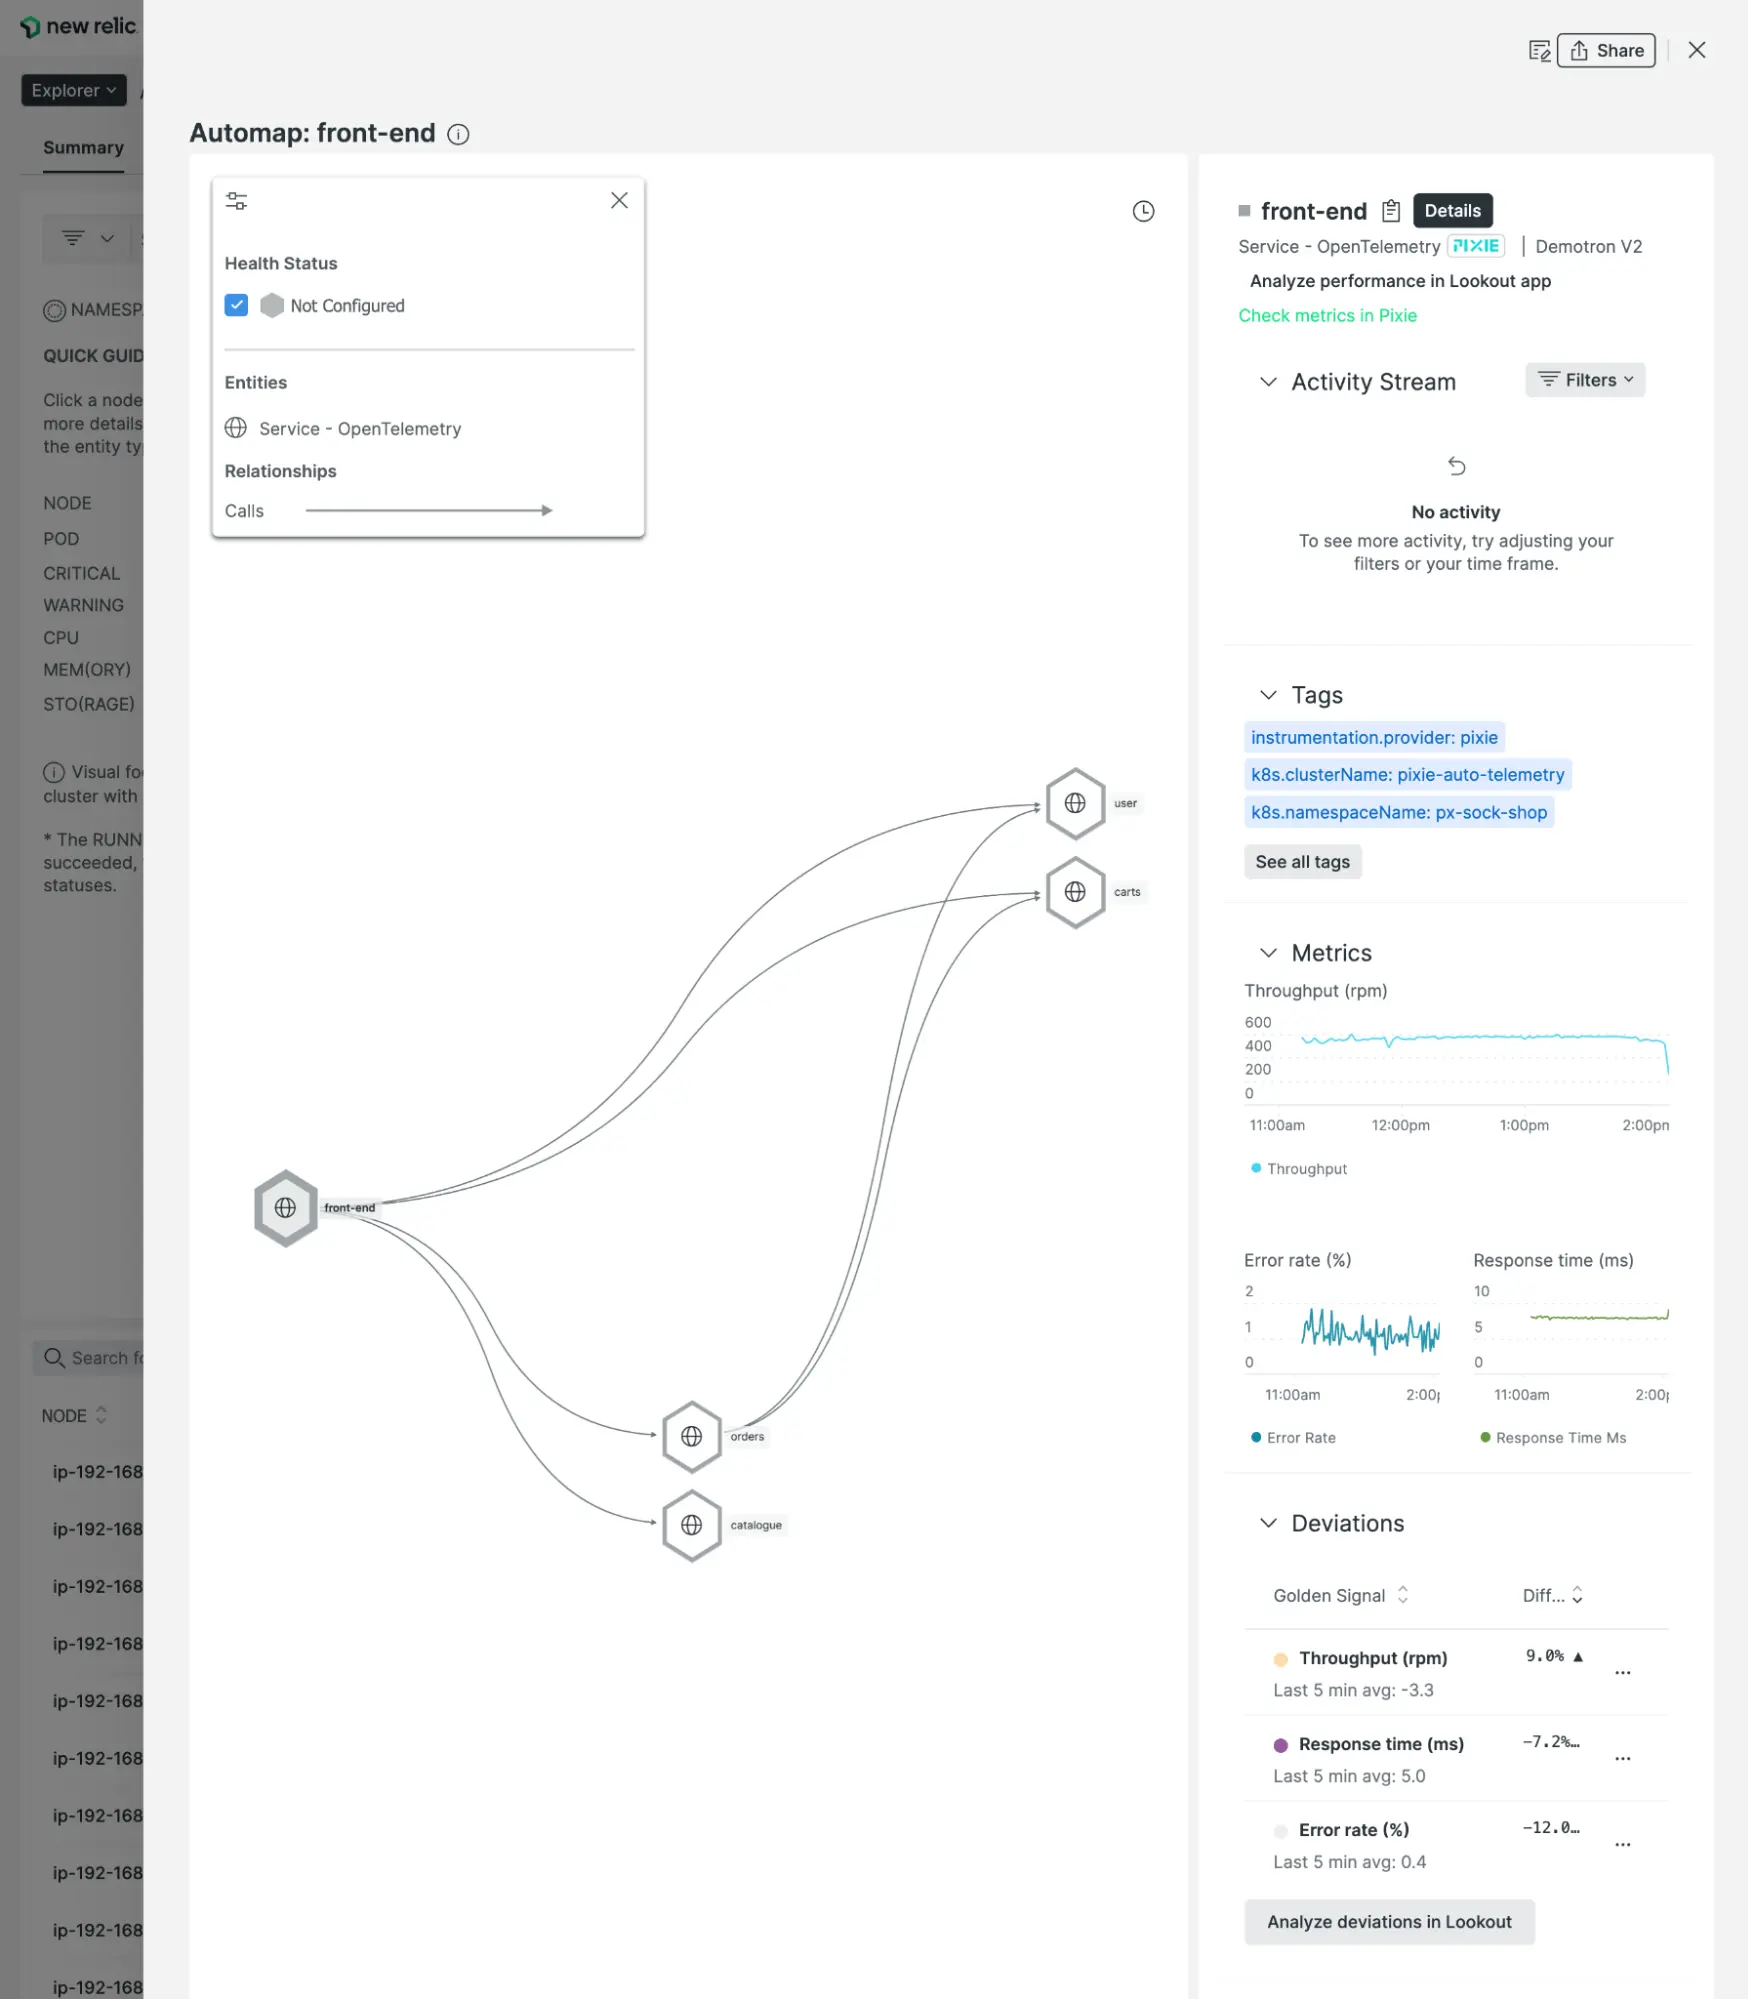 new relic
Explorer
Summary
NAMESP
QUICK GUID
Click a node
more details
the entity ty
NODE
POD
CRITICAL
WARNING
CPU
MEM(ORY)
STO(RAGE)
Visual fo
cluster with
* The RUNN
succeeded,
statuses.
Search fo
NODE
ip-192-168
ip-192-168
ip-192-168
ip-192-168
ip-192-168
ip-192-168
ip-192-168
ip-192-168
ip-192-168
ip-192-168
Share
Automap: front-end
Health Status
Not Configured
Entities
Service - OpenTelemetry
Relationships
Calls
user
carts
front-end
orders
catalogue
front-end Details
Service - OpenTelemetry PIXIE | Demotron V2
Analyze performance in Lookout app
Check metrics in Pixie
Activity Stream
Filters
No activity
To see more activity, try adjusting your
filters or your time frame.
Tags
instrumentation.provider: pixie
k8s.clusterName: pixie-auto-telemetry
k8s.namespaceName: px-sock-shop
See all tags
Metrics
Throughput (rpm)
600
400
200
0
11:00am 12:00pm 1:00pm 2:00pm
Throughput
Error rate (%)
2
1
0
11:00am 2:00p
Error Rate
Response time (ms)
10
5
0
11:00am 2:00p
Response Time Ms
Deviations
Golden Signal Diff...
Throughput (rpm) 9.0% ▲
Last 5 min avg: -3.3
...
Response time (ms) -7.2%…
Last 5 min avg: 5.0
...
Error rate (%) -12.0…
Last 5 min avg: 0.4
...
Analyze deviations in Lookout